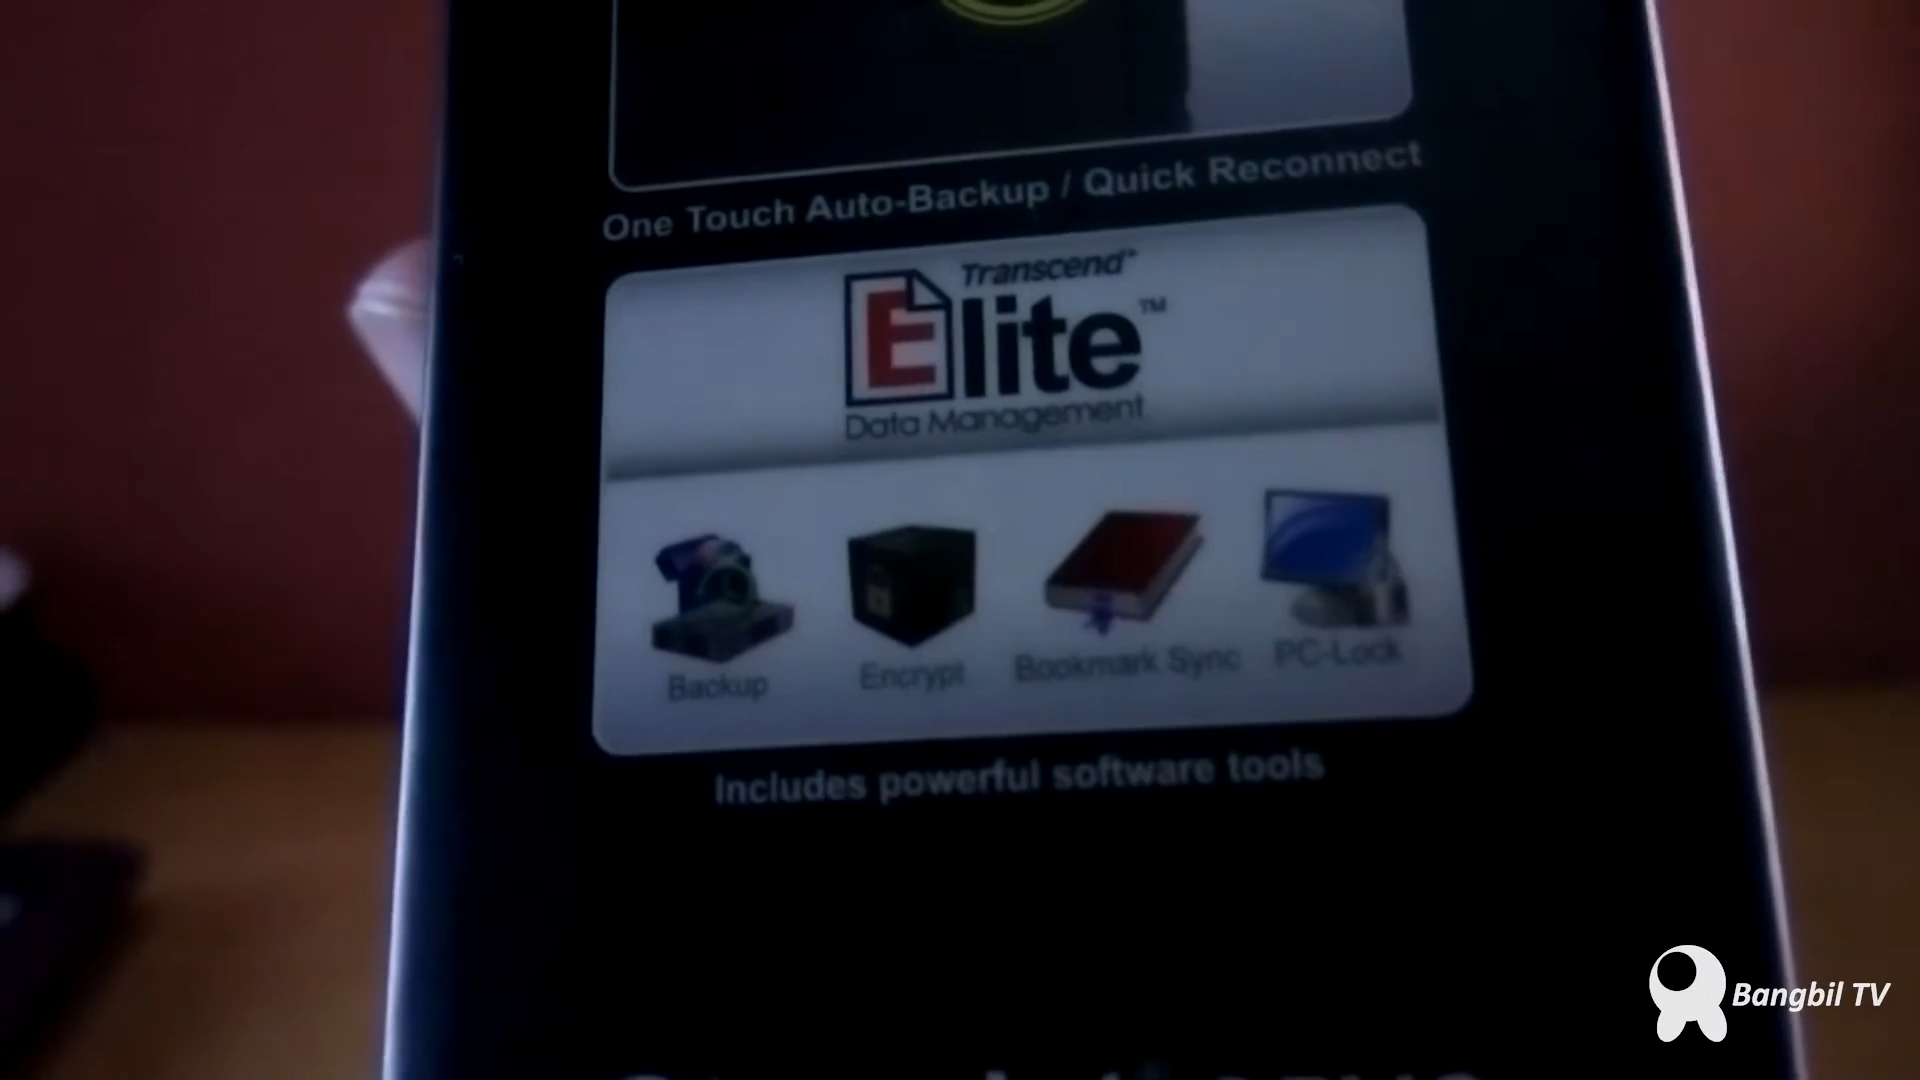 One Touch Auto-Backup / Quick Reconnect
Transcend™
Elite™
Data Management
Backup
Encrypt
Bookmark Sync
PC-Lock
Includes powerful software tools
Bangbil TV